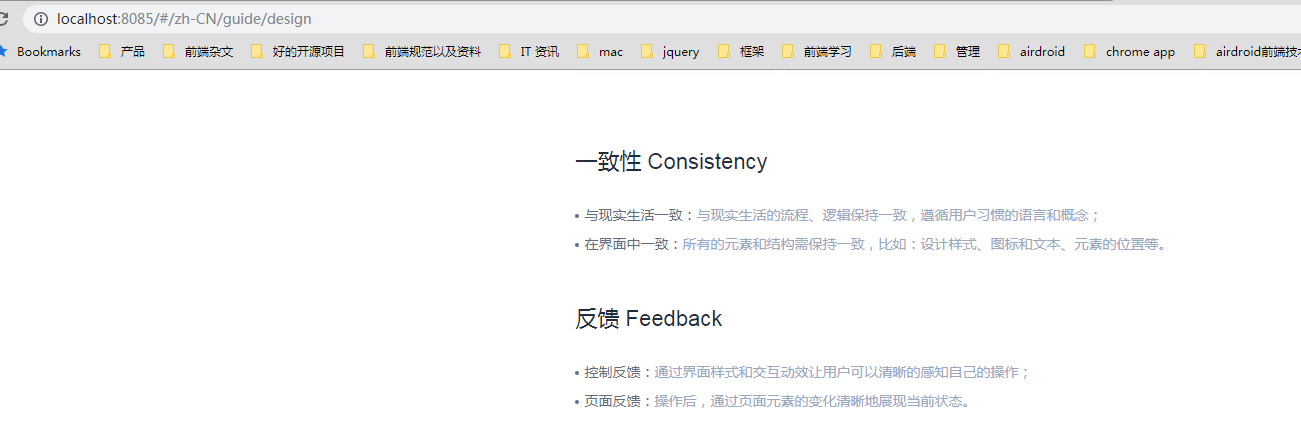 localhost:8085/#/zh-CN/guide/design
Bookmarks 产品 前端杂文 好的开源项目 前端规范以及资料 IT 资讯 mac jquery 框架 前端学习 后端 管理 airdroid chrome app airdroid前端技
一致性 Consistency
• 与现实生活一致：与现实生活的流程、逻辑保持一致，遵循用户习惯的语言和概念；
• 在界面中一致：所有的元素和结构需保持一致，比如：设计样式、图标和文本、元素的位置等。
反馈 Feedback
• 控制反馈：通过界面样式和交互动效让用户可以清晰的感知自己的操作；
• 页面反馈：操作后，通过页面元素的变化清晰地展现当前状态。